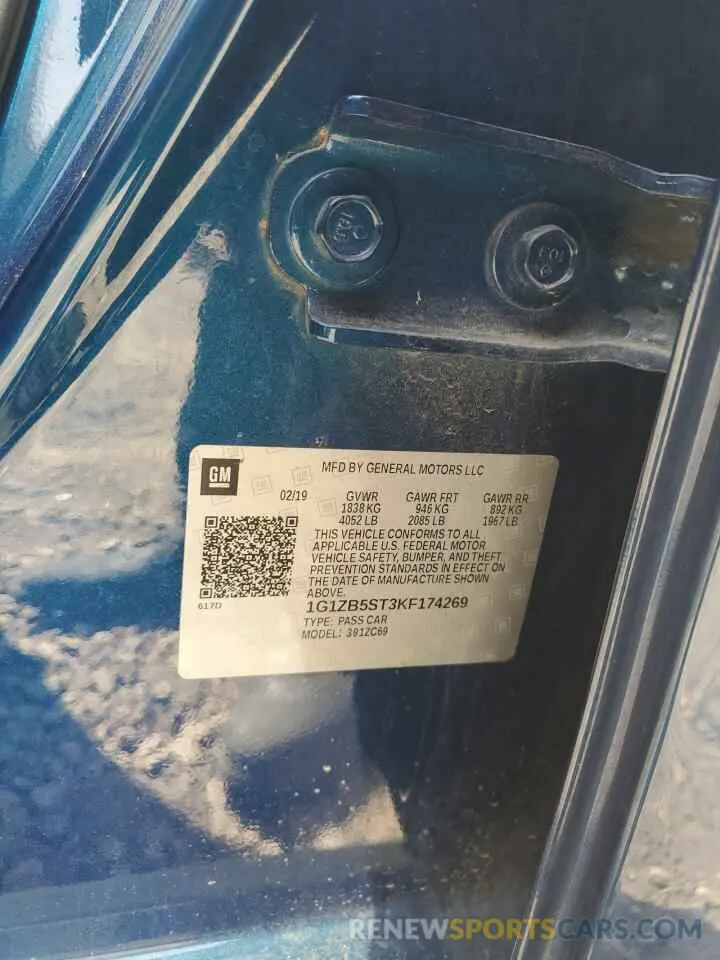 GM
MFD BY GENERAL MOTORS LLC
02/19 GVWR GAWR FRT GAWR RR
1838 KG 946 KG 892 KG
4052 LB 2085 LB 1967 LB
THIS VEHICLE CONFORMS TO ALL
APPLICABLE U.S. FEDERAL MOTOR
VEHICLE SAFETY, BUMPER, AND THEFT
PREVENTION STANDARDS IN EFFECT ON
THE DATE OF MANUFACTURE SHOWN
ABOVE.
617D
1G1ZB5ST3KF174269
TYPE: PASS CAR
MODEL: 391ZC69
RENEWSPORTSCARS.COM